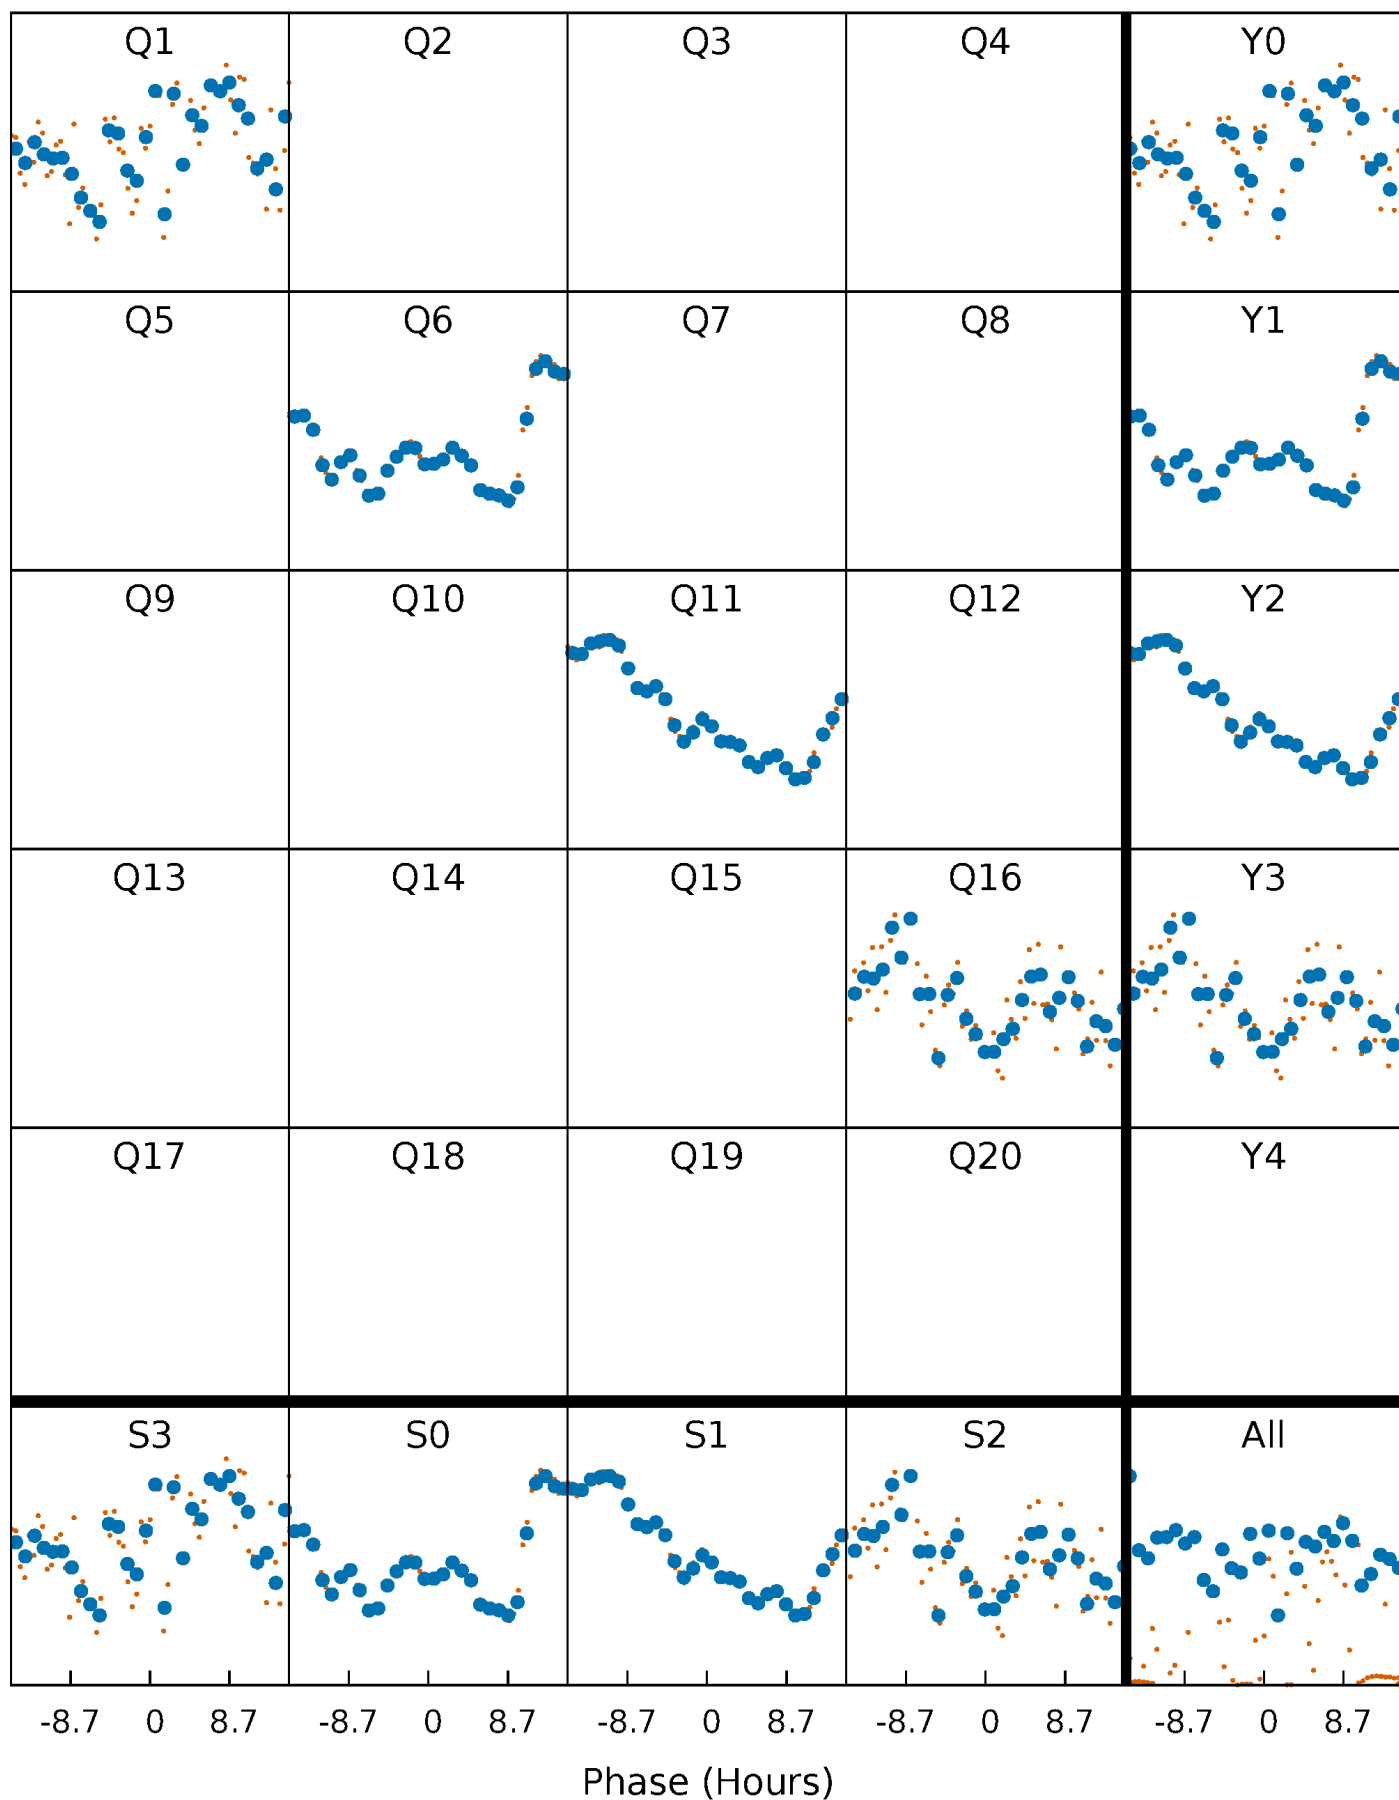 Q1 Q2 Q3 Q4 Y0
Q5 Q6 Q7 Q8 Y1
Q9 Q10 Q11 Q12 Y2
Q13 Q14 Q15 Q16 Y3
Q17 Q18 Q19 Q20 Y4
S3 S0 S1 S2 All
-8.7 0 8.7 -8.7 0 8.7 -8.7 0 8.7 -8.7 0 8.7 -8.7 0 8.7
Phase (Hours)